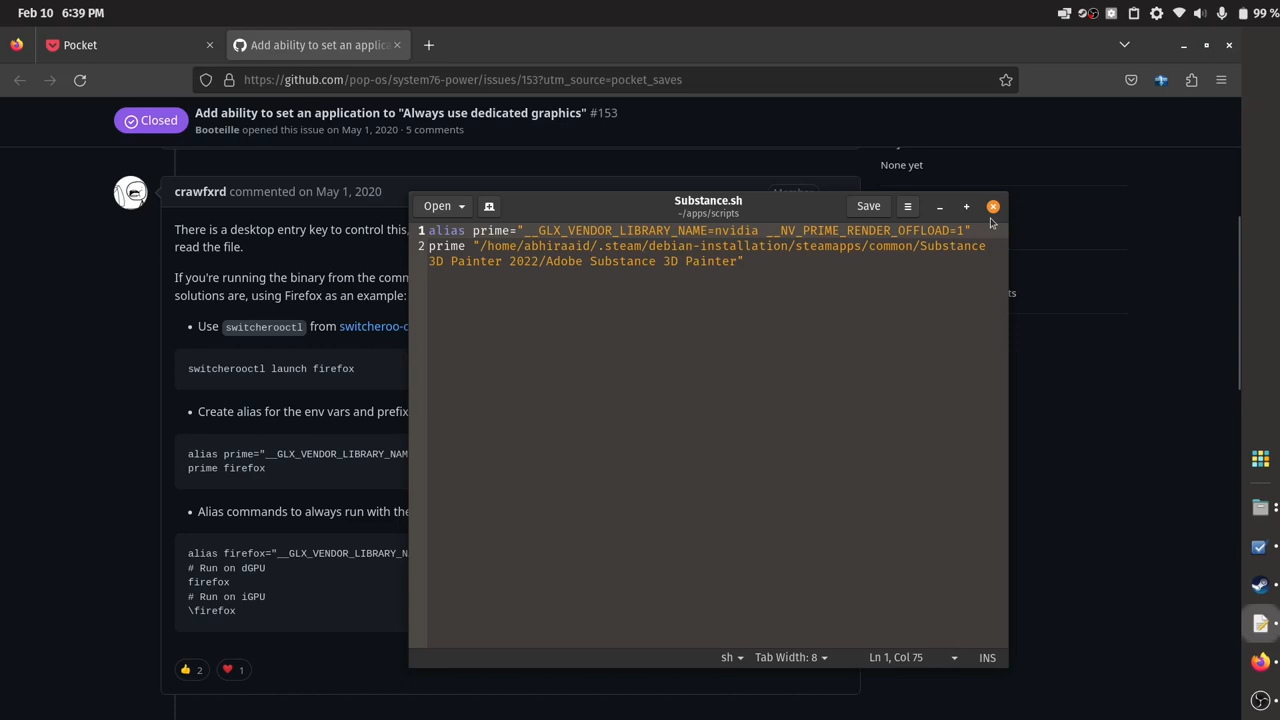 Feb 10 6:39 PM
99 %
Pocket
Add ability to set an applica
https://github.com/pop-os/system76-power/issues/153?utm_source=pocket_saves
Closed
Add ability to set an application to "Always use dedicated graphics" #153
Booteille opened this issue on May 1, 2020 · 5 comments
None yet
crawfxrd commented on May 1, 2020
There is a desktop entry key to control this,
read the file.
If you're running the binary from the comm
solutions are, using Firefox as an example:
Use switcherooctl from switcheroo-c
switcherooctl launch firefox
Create alias for the env vars and prefix
alias prime="__GLX_VENDOR_LIBRARY_NAM
prime firefox
Alias commands to always run with the
alias firefox="__GLX_VENDOR_LIBRARY_N
# Run on dGPU
firefox
# Run on iGPU
\firefox
👍 2
❤️ 1
ts
Open
Substance.sh
~/apps/scripts
Save
1 alias prime="__GLX_VENDOR_LIBRARY_NAME=nvidia __NV_PRIME_RENDER_OFFLOAD=1"
2 prime "/home/abhiraaid/.steam/debian-installation/steamapps/common/Substance
3D Painter 2022/Adobe Substance 3D Painter"
sh
Tab Width: 8
Ln 1, Col 75
INS